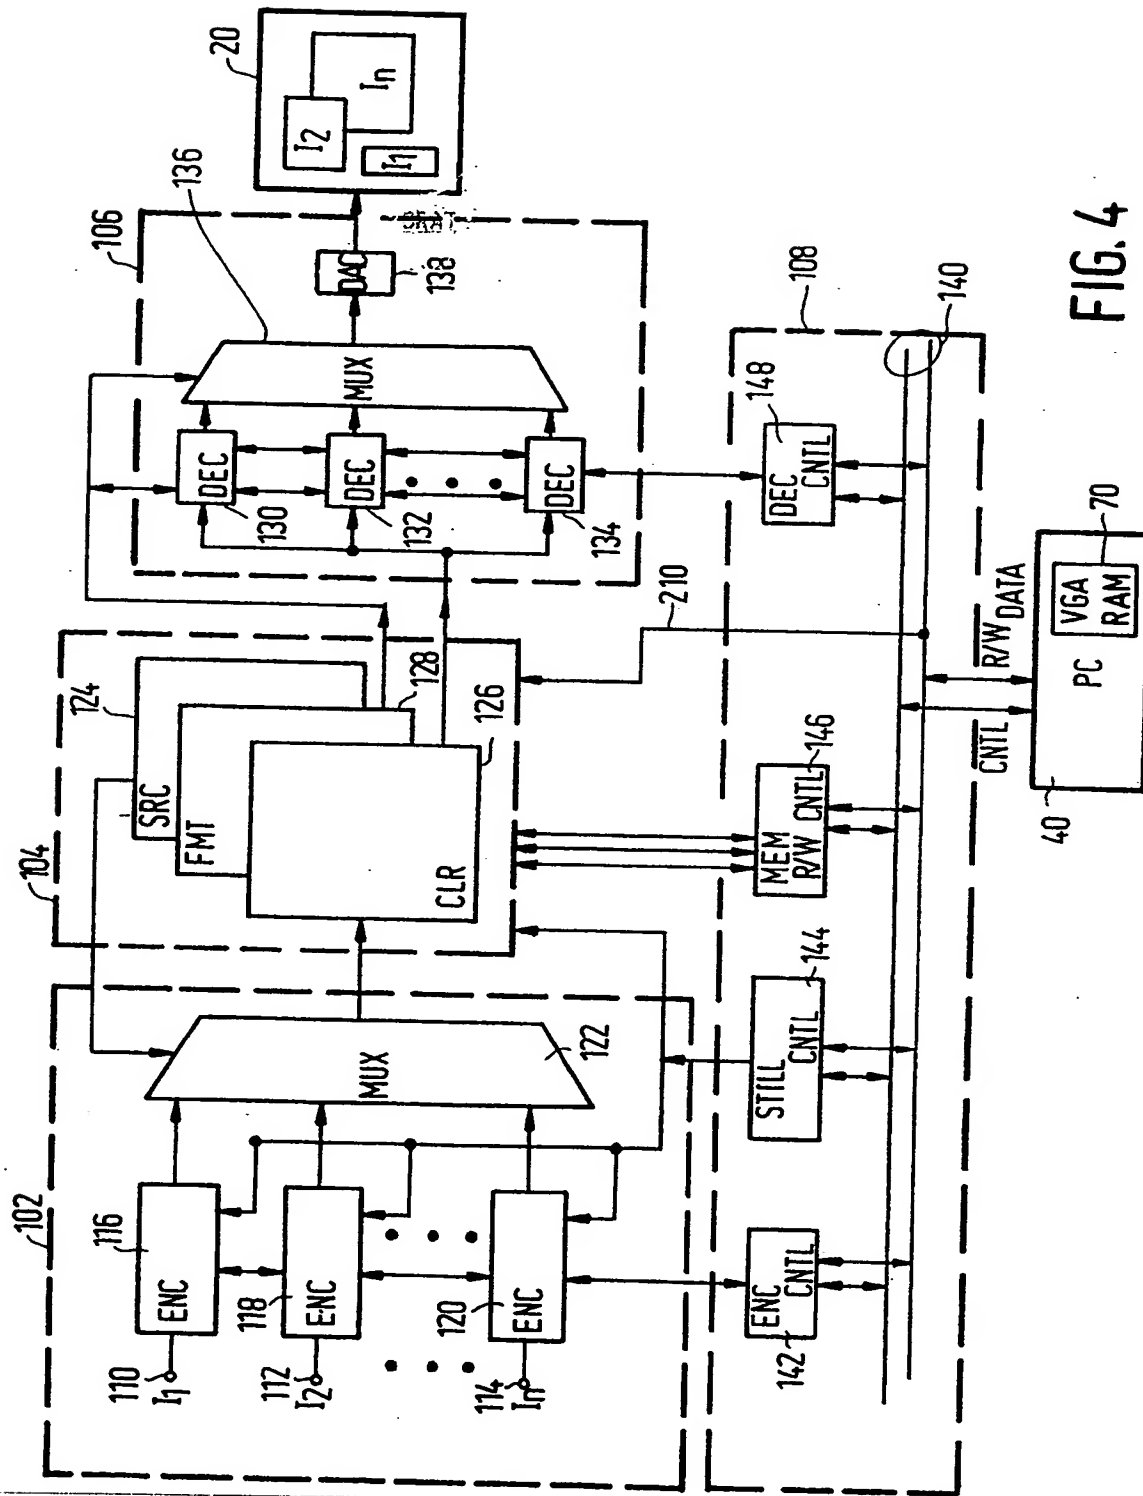 102
110
I1
116
ENC
112
I2
118
ENC
114
In
120
ENC
MUX
122
104
124
SRC
FMT
128
CLR
126
106
DEC
130
DEC
132
DEC
134
MUX
136
DAC
138
20
I2
In
I1
108
ENC
CNTL
142
STILL
CNTL
144
MEM
R/W CNTL
146
210
DEC
CNTL
148
140
CNTL
R/W DATA
PC
40
VGA
RAM
70
FIG. 4